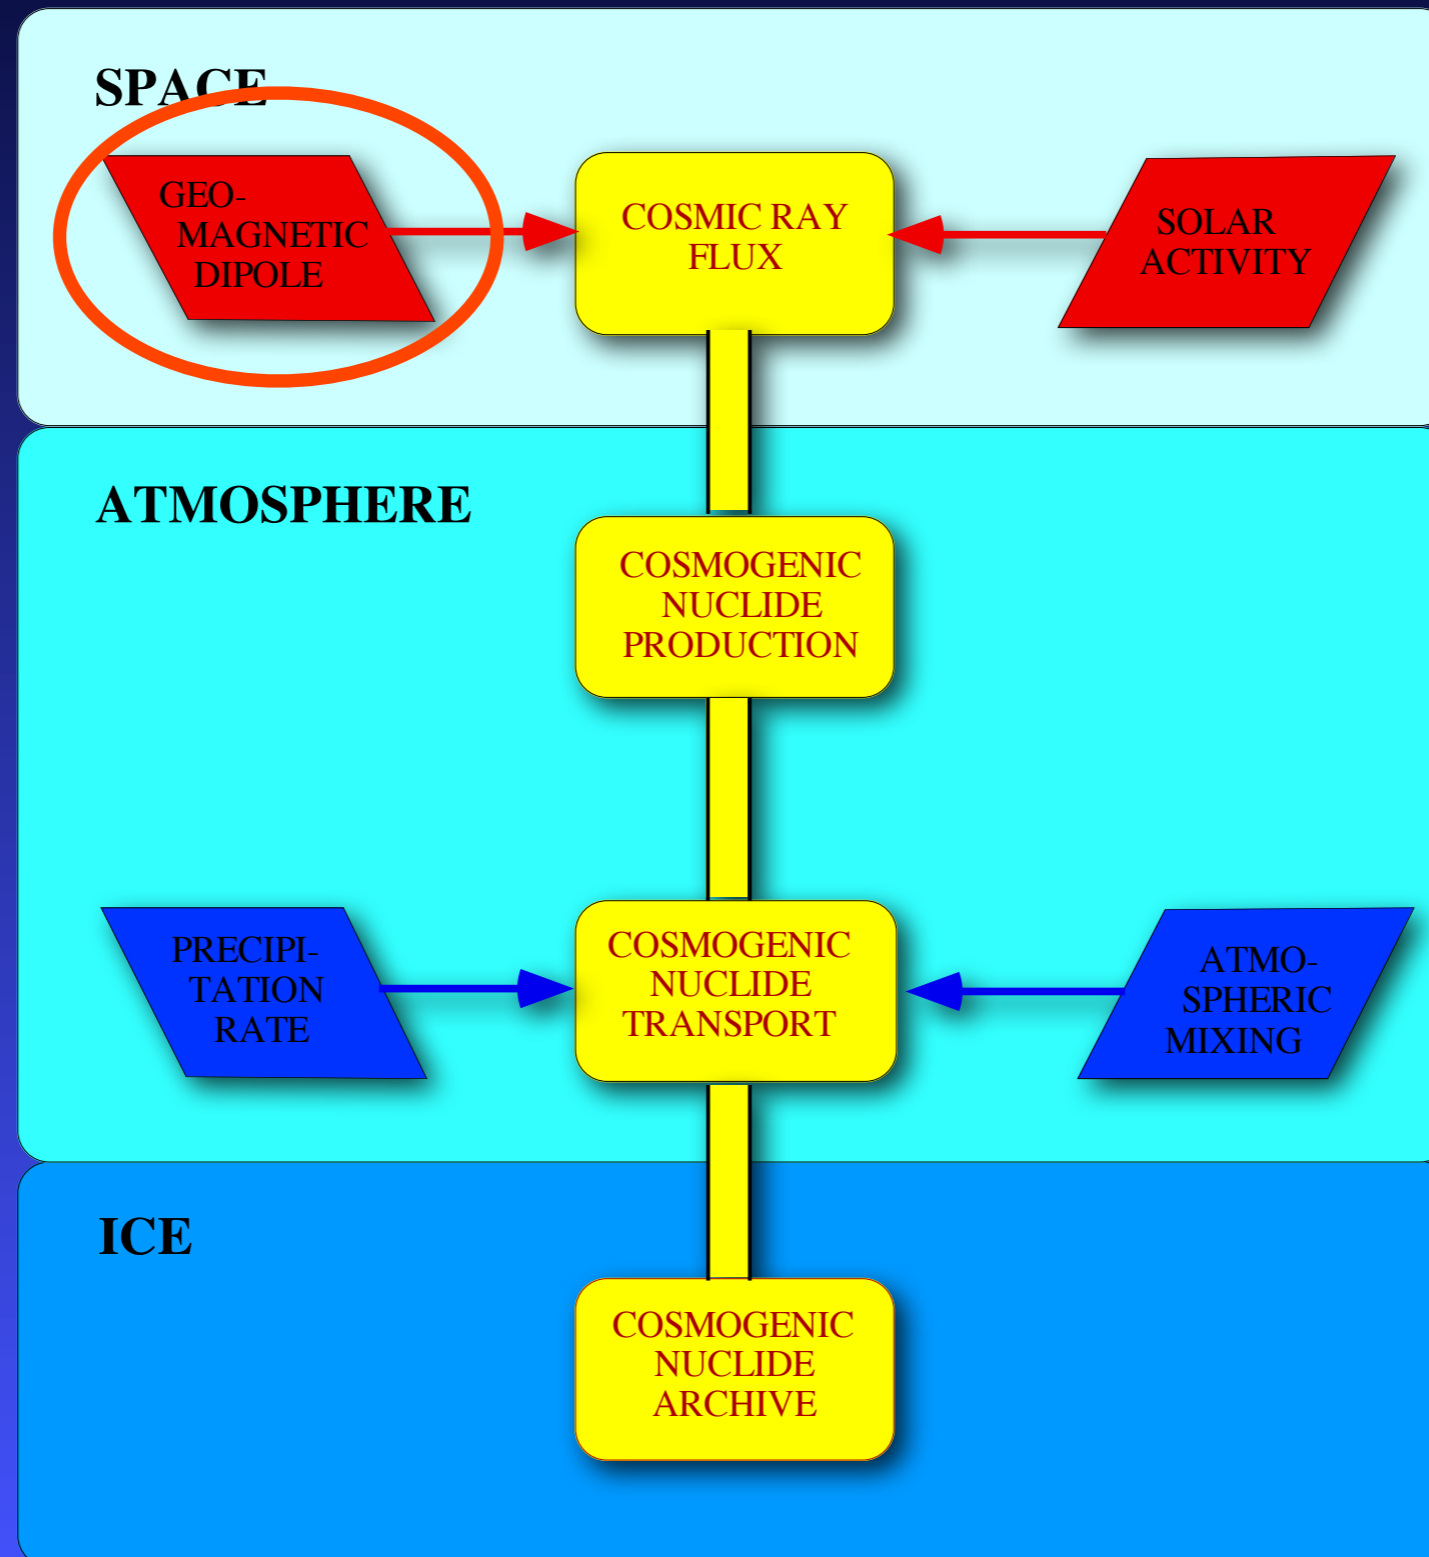 SPACE
GEO-
MAGNETIC
DIPOLE
COSMIC RAY
FLUX
SOLAR
ACTIVITY
ATMOSPHERE
COSMOGENIC
NUCLIDE
PRODUCTION
PRECIPI-
TATION
RATE
COSMOGENIC
NUCLIDE
TRANSPORT
ATMO-
SPHERIC
MIXING
ICE
COSMOGENIC
NUCLIDE
ARCHIVE